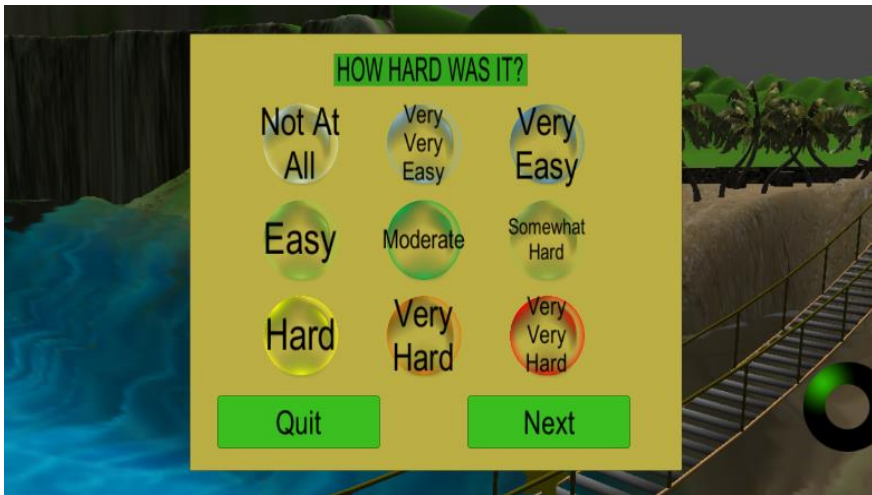 HOW HARD WAS IT?
Not At
All
Very
Very
Easy
Very
Easy
Easy
Moderate
Somewhat
Hard
Hard
Very
Hard
Very
Very
Hard
Quit
Next